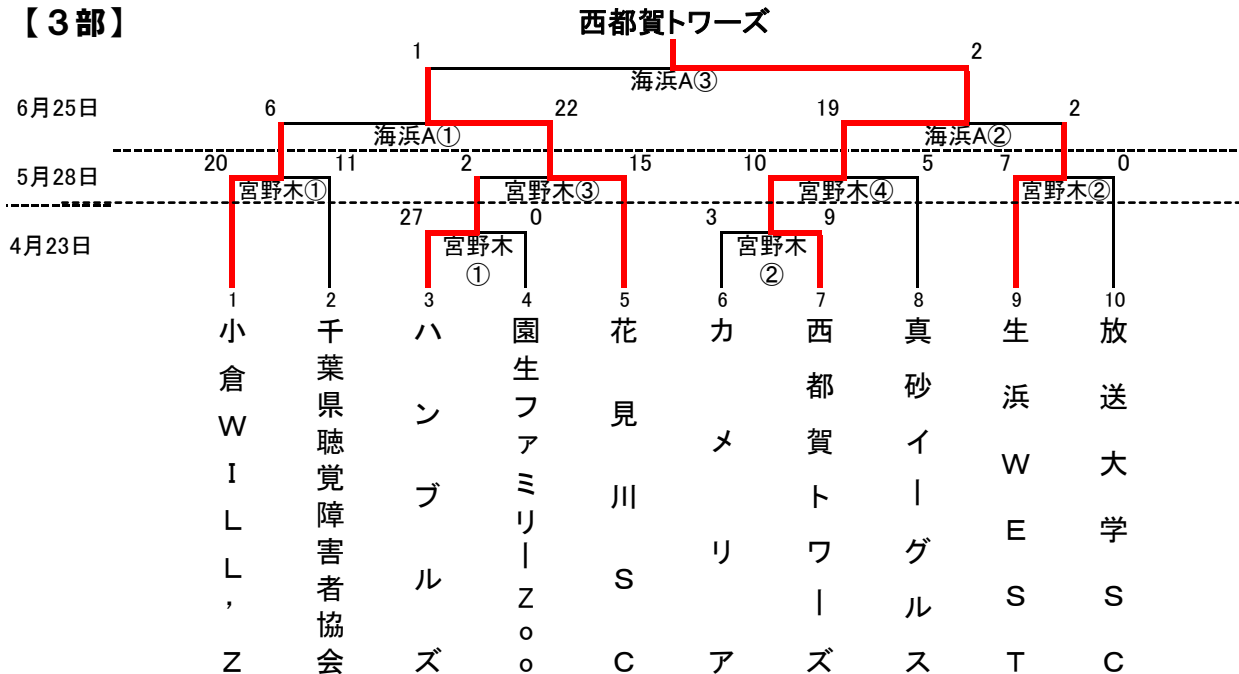 【３部】
西都賀トワーズ
1 2
海浜A③
6月25日
6 22 19 2
海浜A① 海浜A②
20 11 2 15 10 5 7 0
5月28日
宮野木① 宮野木③ 宮野木④ 宮野木②
27 0 3 9
4月23日
宮野木① 宮野木②
1 2 3 4 5 6 7 8 9 10
小倉ＷＩＬＬ’Ｚ
千葉県聴覚障害者協会
ハンブルズ
園生ファミリーＺｏｏ
花見川ＳＣ
カメリア
西都賀トワーズ
真砂イーグルス
生浜ＷＥＳＴ
放送大学ＳＣ